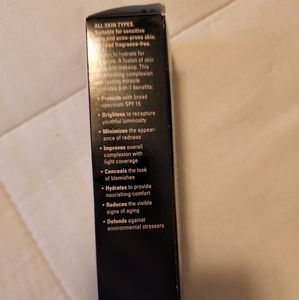 ALL SKIN TYPES.
Suitable for sensitive
and acne-prone skin.
fragrance-free.
to hydrate for
A fusion of skin
and makeup. This
complexion
miracle
8-in-1 benefits:
• Protects with broad
spectrum SPF 15
• Brightens to recapture
youthful luminosity
• Minimizes the appear-
ance of redness
• Improves overall
complexion with
light coverage
• Conceals the look
of blemishes
• Hydrates to provide
nourishing comfort
• Reduces the visible
signs of aging
• Defends against
environmental stressors